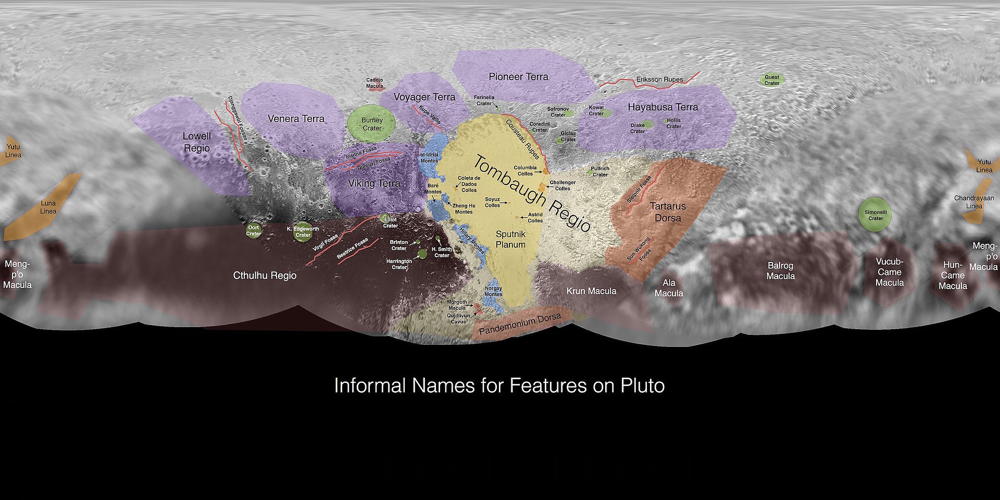 Pioneer Terra
Eriksson Rupes
Guest
Crater
Cadejo
Macula
Voyager Terra
Farinella
Crater
Kupe Vallis
Safronov
Crater
Kowal
Crater
Hayabusa Terra
Djanggawul Fossae
Venera Terra
Burney
Crater
Cousteau Rupes
Coradini
Crater
Drake
Crater
Hollis
Crater
Giclas
Crater
Lowell
Regio
Yutu
Linea
Inanna Fossa
Dumuzi Fossa
al-Idrisi
Montes
Tombaugh Regio
Columbia
Colles
Pulfrich
Crater
Yutu
Linea
Viking Terra
Baré
Montes
Coleta de
Dados
Colles
Challenger
Colles
Sleipnir Fossa
Luna
Linea
Soyuz
Colles
Zheng He
Montes
Astrid
Colles
Tartarus
Dorsa
Simonelli
Crater
Chandrayaan
Linea
Oort
Crater
K. Edgeworth
Crater
Elliot
Crater
Virgil Fossa
Beatrice Fossa
Brinton
Crater
H. Smith
Crater
Harrington
Crater
Hillary Montes
Sputnik
Planum
Sun Wukong
Fossa
Meng-
p'o
Macula
Cthulhu Regio
Norgay
Montes
Krun Macula
Ala
Macula
Balrog
Macula
Vucub-
Came
Macula
Hun-
Came
Macula
Meng-
p'o
Macula
Morgoth
Macula
Quidlivun
Cavus
Pandemonium Dorsa
Informal Names for Features on Pluto